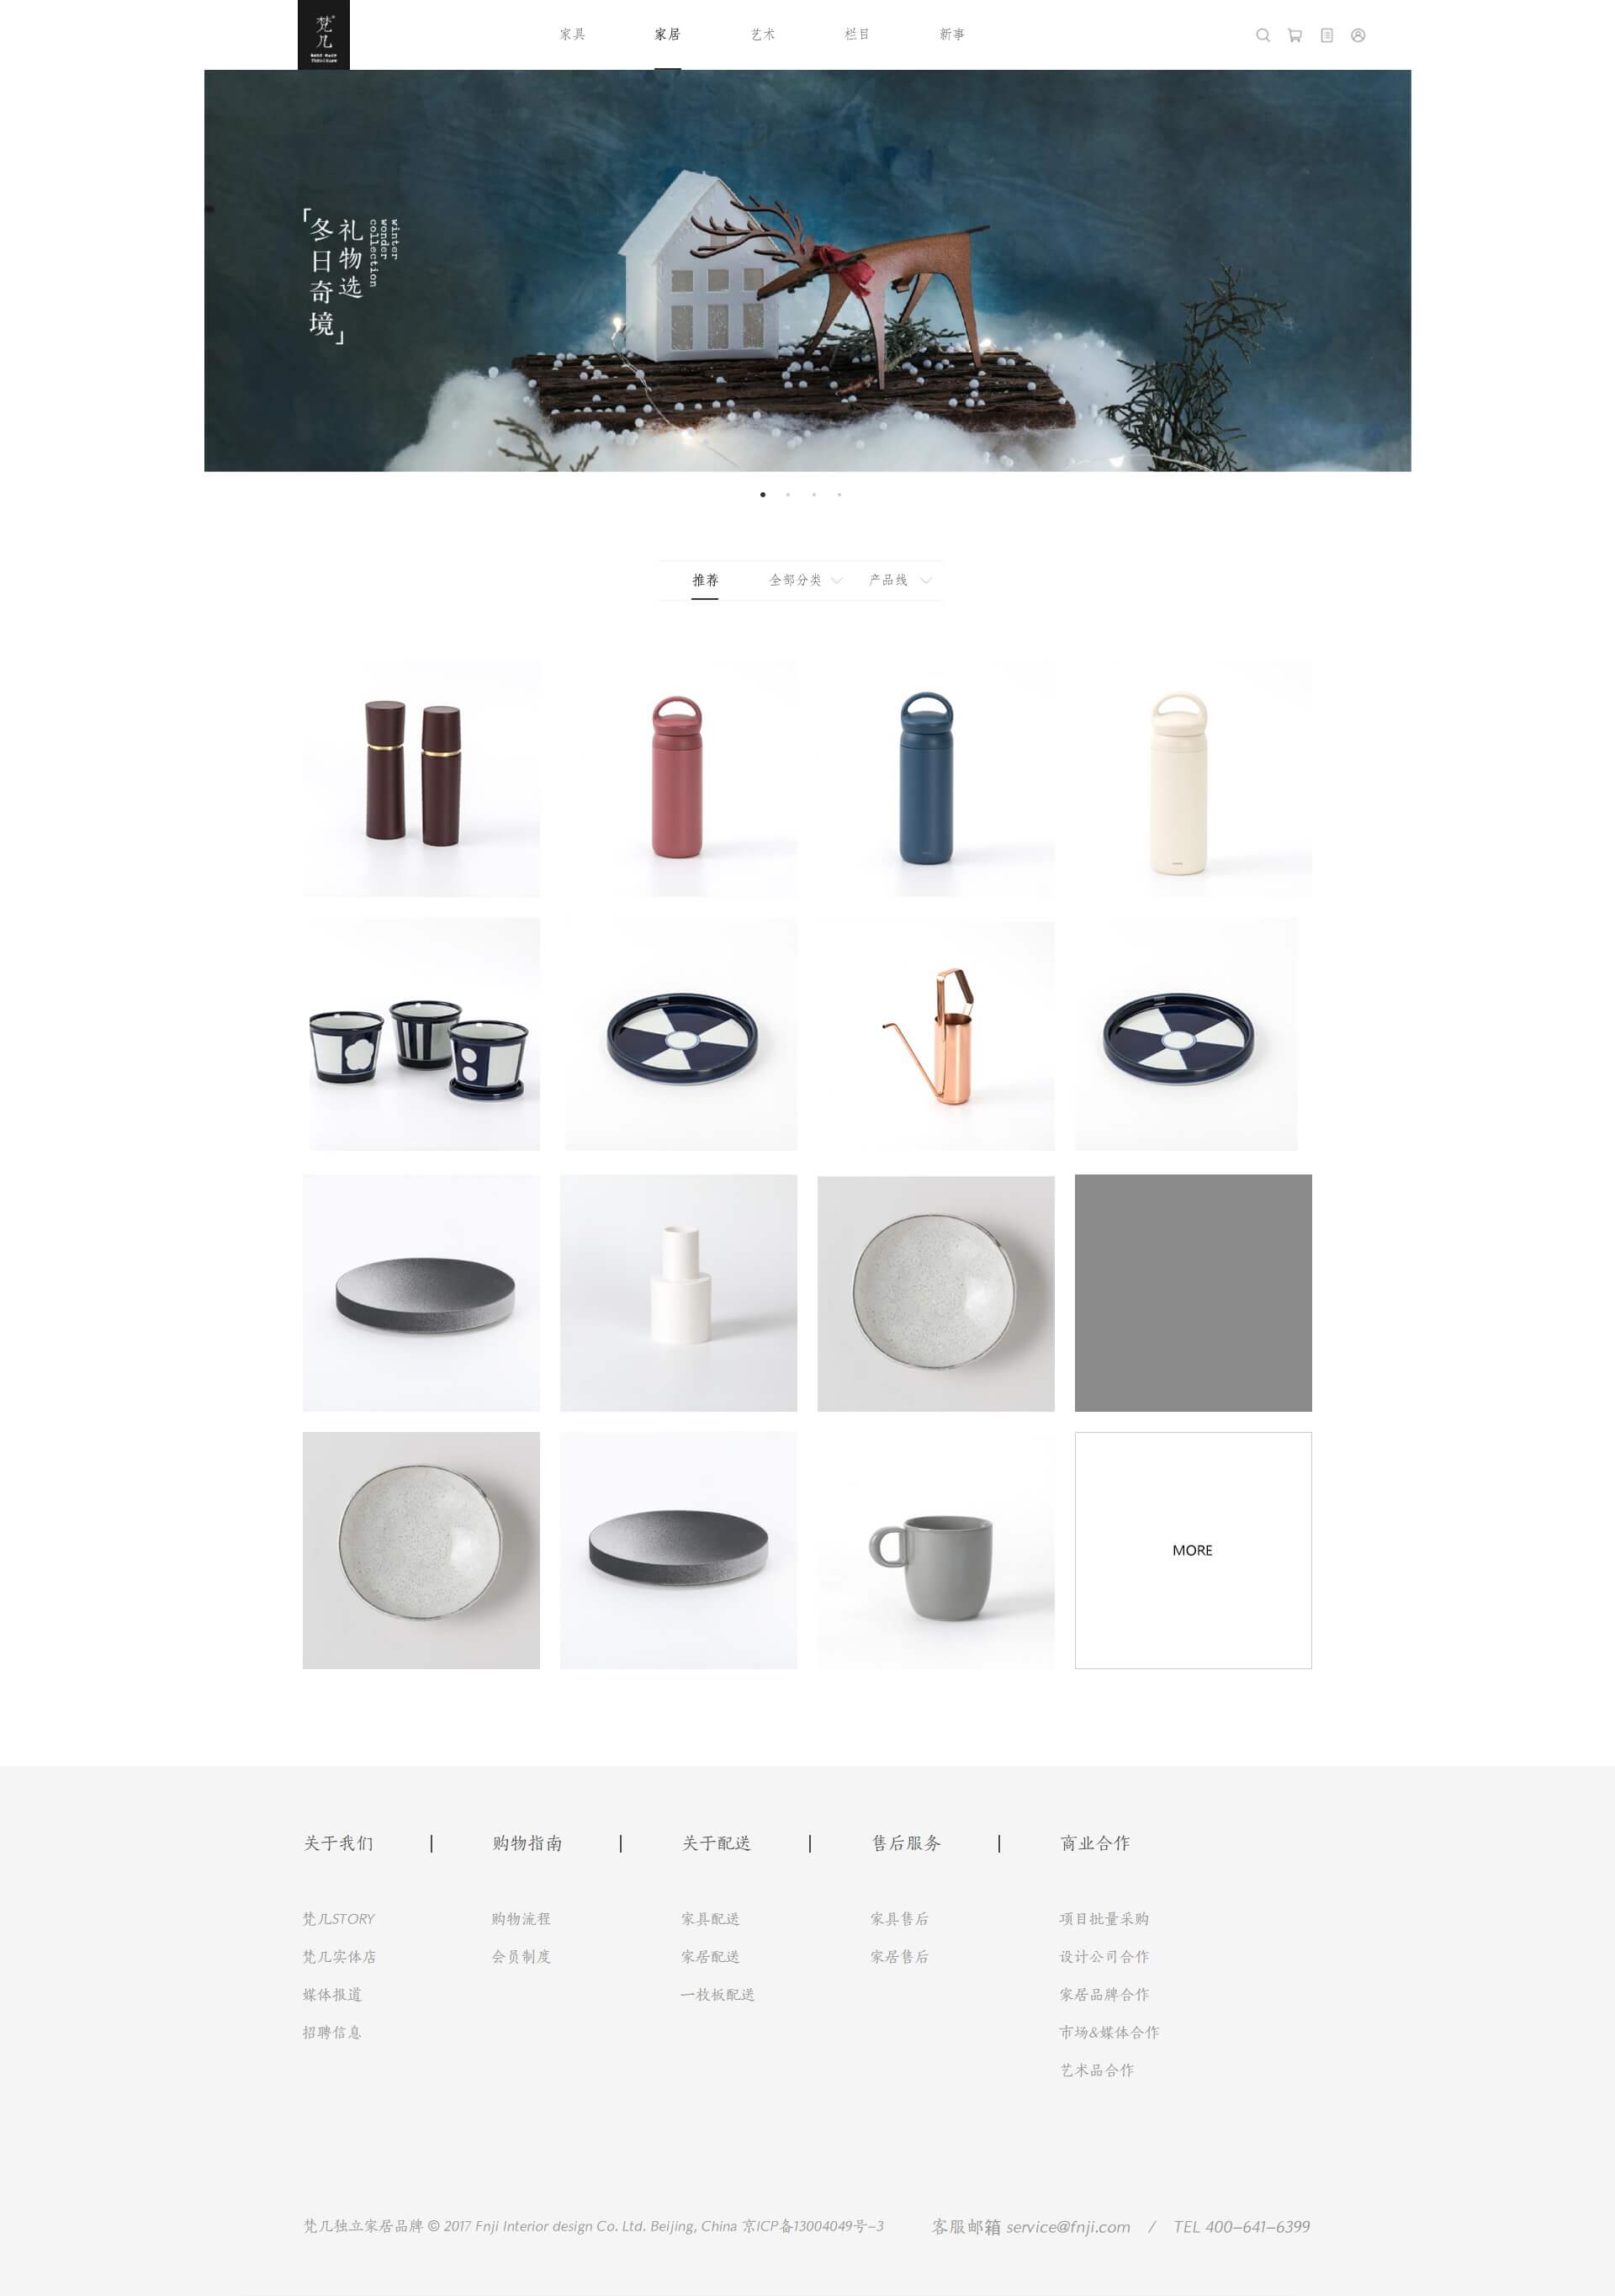 梵几
家具
家居
艺术
栏目
新事
「冬日奇境
礼物选」
winter
wonder
collection
推荐
全部分类
产品线
MORE
关于我们
购物指南
关于配送
售后服务
商业合作
梵几STORY
梵几实体店
媒体报道
招聘信息
购物流程
会员制度
家具配送
家居配送
一枚板配送
家具售后
家居售后
项目批量采购
设计公司合作
家居品牌合作
市场&媒体合作
艺术品合作
梵几独立家居品牌 © 2017 Fnji Interior design Co. Ltd. Beijing, China 京ICP备13004049号-3
客服邮箱 service@fnji.com / TEL 400-641-6399